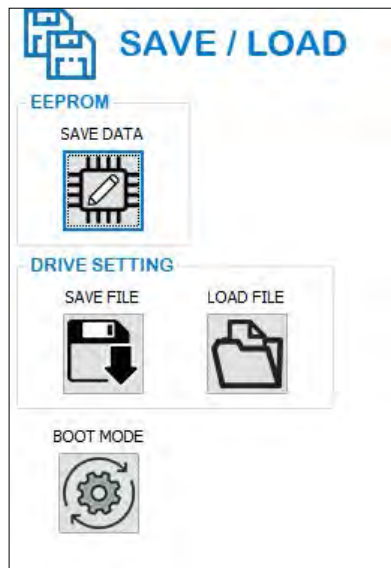 SAVE / LOAD
EEPROM
SAVE DATA
DRIVE SETTING
SAVE FILE LOAD FILE
BOOT MODE